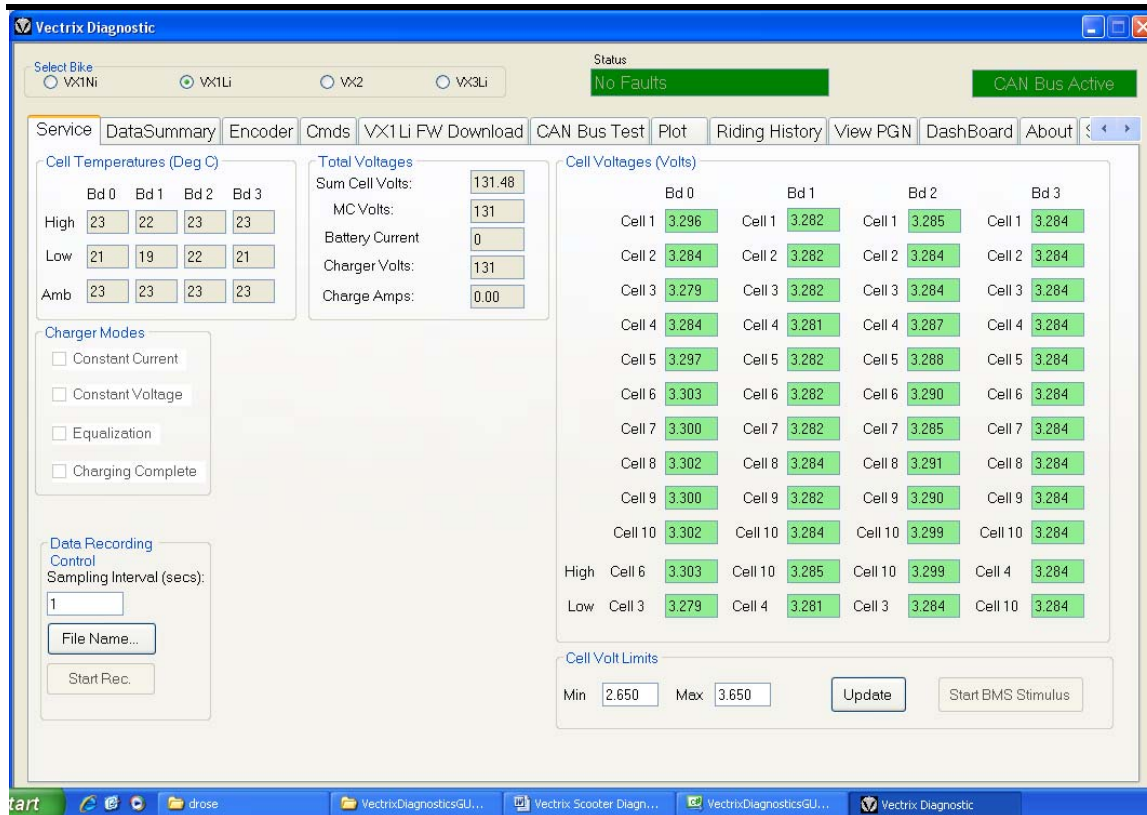 Vectrix Diagnostic
Select Bike
VX1Ni VX1Li VX2 VX3Li
Status
No Faults
CAN Bus Active
Service DataSummary Encoder Cmds VX1Li FW Download CAN Bus Test Plot Riding History View PGN DashBoard About
Cell Temperatures (Deg C)
Bd 0 Bd 1 Bd 2 Bd 3
High 23 22 23 23
Low 21 19 22 21
Amb 23 23 23 23
Total Voltages
Sum Cell Volts: 131.48
MC Volts: 131
Battery Current 0
Charger Volts: 131
Charge Amps: 0.00
Charger Modes
Constant Current
Constant Voltage
Equalization
Charging Complete
Data Recording
Control
Sampling Interval (secs):
1
File Name...
Start Rec.
Cell Voltages (Volts)
Bd 0 Bd 1 Bd 2 Bd 3
Cell 1 3.296 Cell 1 3.282 Cell 1 3.285 Cell 1 3.284
Cell 2 3.284 Cell 2 3.282 Cell 2 3.284 Cell 2 3.284
Cell 3 3.279 Cell 3 3.282 Cell 3 3.284 Cell 3 3.284
Cell 4 3.284 Cell 4 3.281 Cell 4 3.287 Cell 4 3.284
Cell 5 3.297 Cell 5 3.282 Cell 5 3.288 Cell 5 3.284
Cell 6 3.303 Cell 6 3.282 Cell 6 3.290 Cell 6 3.284
Cell 7 3.300 Cell 7 3.282 Cell 7 3.285 Cell 7 3.284
Cell 8 3.302 Cell 8 3.284 Cell 8 3.291 Cell 8 3.284
Cell 9 3.300 Cell 9 3.282 Cell 9 3.290 Cell 9 3.284
Cell 10 3.302 Cell 10 3.284 Cell 10 3.299 Cell 10 3.284
High Cell 6 3.303 Cell 10 3.285 Cell 10 3.299 Cell 4 3.284
Low Cell 3 3.279 Cell 4 3.281 Cell 3 3.284 Cell 10 3.284
Cell Volt Limits
Min 2.650 Max 3.650 Update Start BMS Stimulus
tart drose VectrixDiagnosticsGU... Vectrix Scooter Diagn... VectrixDiagnosticsGU... Vectrix Diagnostic